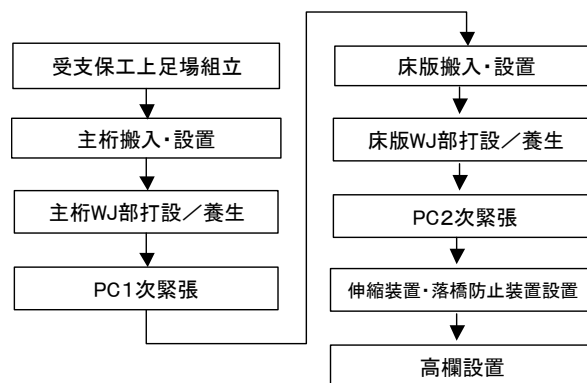 受支保工上足場組立
主桁搬入・設置
主桁WJ部打設／養生
PC1次緊張
床版搬入・設置
床版WJ部打設／養生
PC2次緊張
伸縮装置・落橋防止装置設置
高欄設置